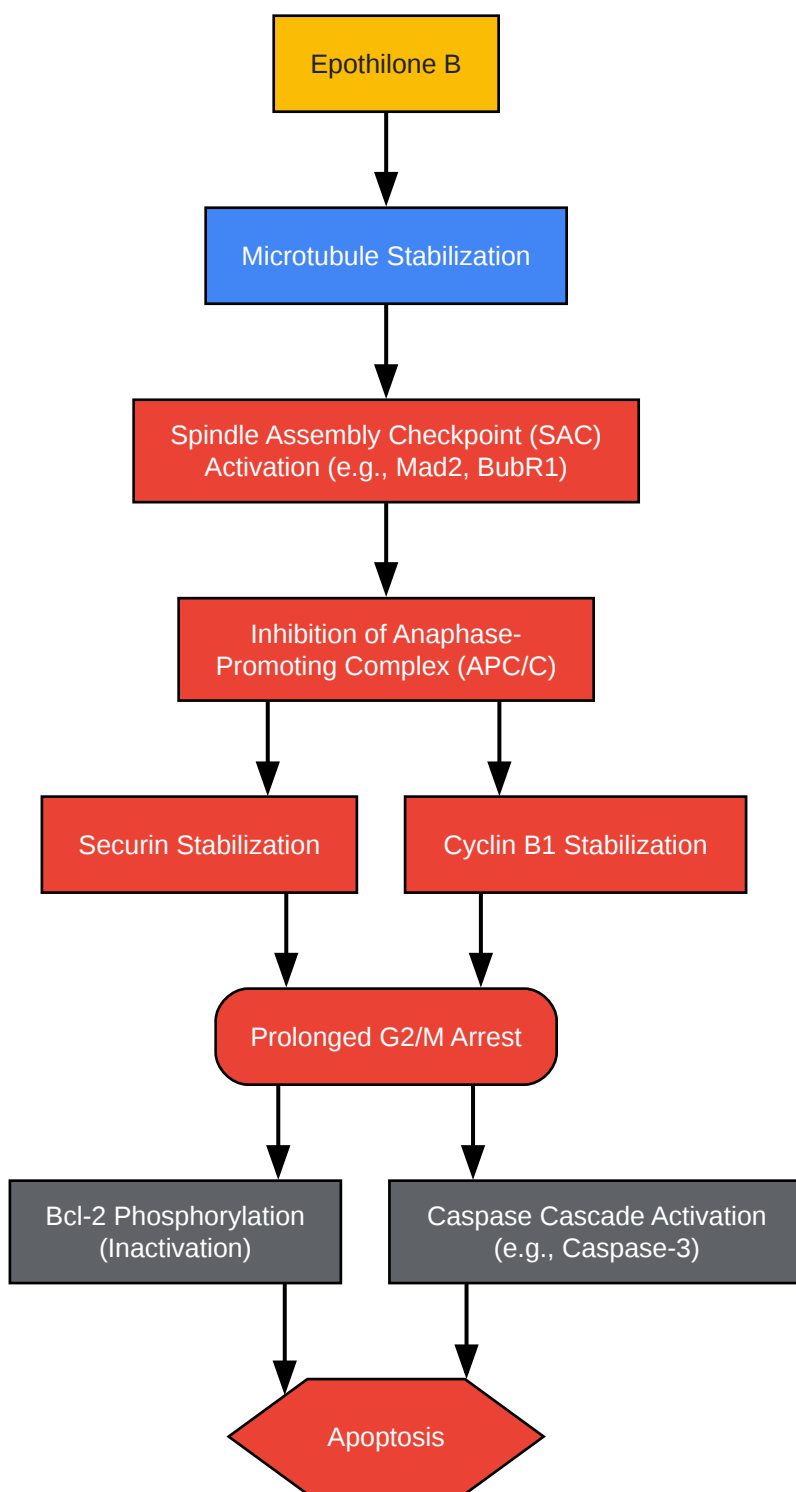 Epothilone B
Microtubule Stabilization
Spindle Assembly Checkpoint (SAC)
Activation (e.g., Mad2, BubR1)
Inhibition of Anaphase-
Promoting Complex (APC/C)
Securin Stabilization
Cyclin B1 Stabilization
Prolonged G2/M Arrest
Bcl-2 Phosphorylation
(Inactivation)
Caspase Cascade Activation
(e.g., Caspase-3)
Apoptosis